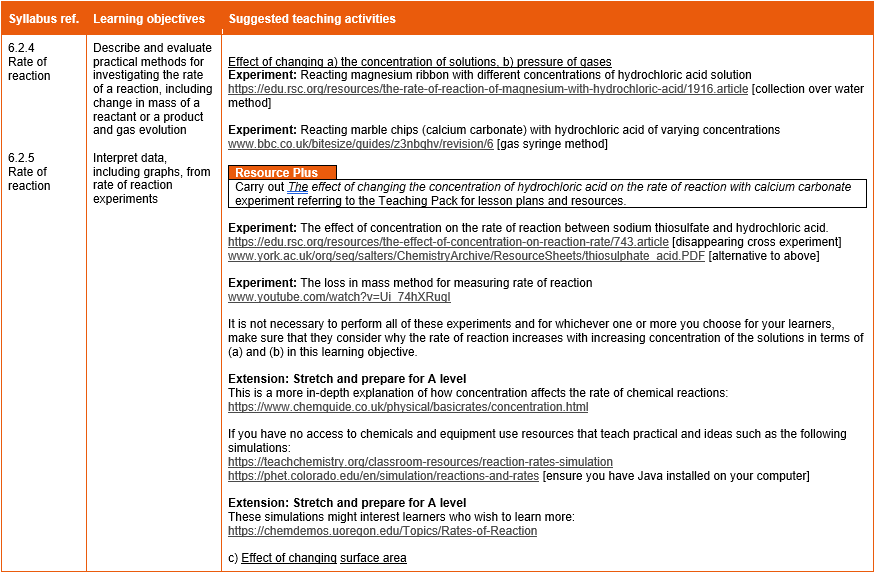 Syllabus ref. Learning objectives Suggested teaching activities
6.2.4
Rate of
reaction
Describe and evaluate
practical methods for
investigating the rate
of a reaction, including
change in mass of a
reactant or a product
and gas evolution
6.2.5
Rate of
reaction
Interpret data,
including graphs, from
rate of reaction
experiments
Effect of changing a) the concentration of solutions, b) pressure of gases
Experiment: Reacting magnesium ribbon with different concentrations of hydrochloric acid solution
https://edu.rsc.org/resources/the-rate-of-reaction-of-magnesium-with-hydrochloric-acid/1916.article [collection over water
method]
Experiment: Reacting marble chips (calcium carbonate) with hydrochloric acid of varying concentrations
www.bbc.co.uk/bitesize/guides/z3nbqhv/revision/6 [gas syringe method]
Resource Plus
Carry out The effect of changing the concentration of hydrochloric acid on the rate of reaction with calcium carbonate
experiment referring to the Teaching Pack for lesson plans and resources.
Experiment: The effect of concentration on the rate of reaction between sodium thiosulfate and hydrochloric acid.
https://edu.rsc.org/resources/the-effect-of-concentration-on-reaction-rate/743.article [disappearing cross experiment]
www.york.ac.uk/org/seg/salters/ChemistryArchive/ResourceSheets/thiosulphate_acid.PDF [alternative to above]
Experiment: The loss in mass method for measuring rate of reaction
www.youtube.com/watch?v=Ui_74hXRugI
It is not necessary to perform all of these experiments and for whichever one or more you choose for your learners,
make sure that they consider why the rate of reaction increases with increasing concentration of the solutions in terms of
(a) and (b) in this learning objective.
Extension: Stretch and prepare for A level
This is a more in-depth explanation of how concentration affects the rate of chemical reactions:
https://www.chemguide.co.uk/physical/basicrates/concentration.html
If you have no access to chemicals and equipment use resources that teach practical and ideas such as the following
simulations:
https://teachchemistry.org/classroom-resources/reaction-rates-simulation
https://phet.colorado.edu/en/simulation/reactions-and-rates [ensure you have Java installed on your computer]
Extension: Stretch and prepare for A level
These simulations might interest learners who wish to learn more:
https://chemdemos.uoregon.edu/Topics/Rates-of-Reaction
c) Effect of changing surface area